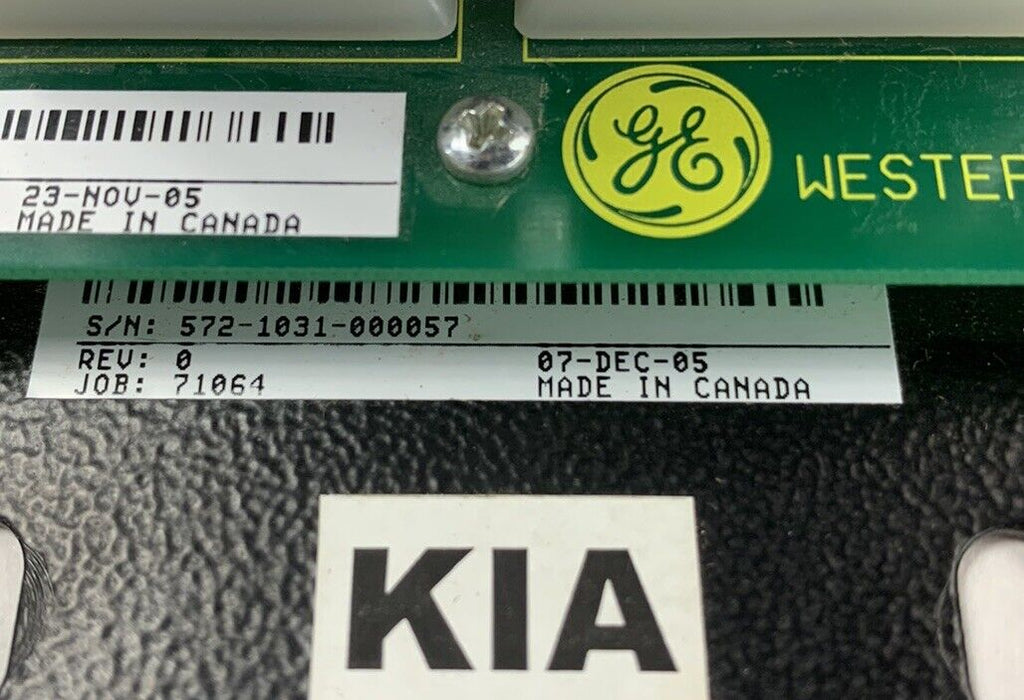 23-NOV-05
MADE IN CANADA
GE
S/N: 572-1031-000057
REV: 0
07-DEC-05
JOB: 71064
MADE IN CANADA
KIA